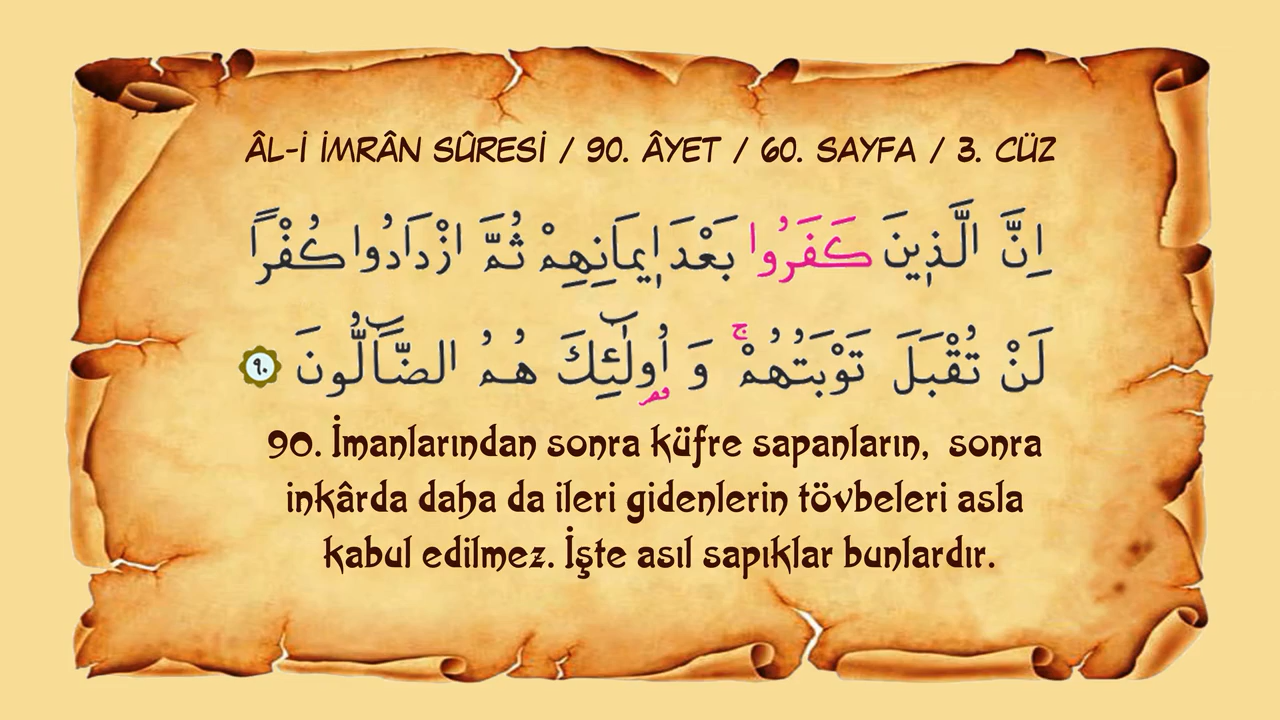 ÂL-İ İMRÂN SÛRESİ / 90. ÂYET / 60. SAYFA / 3. CÜZ
اِنَّ الَّذ۪ينَ كَفَرُوا بَعْدَ ا۪يمَانِهِمْ ثُمَّ ازْدَادُوا كُفْرًا
لَنْ تُقْبَلَ تَوْبَتُهُمْۚ وَ اُو۬لٰٓئِكَ هُمُ الضَّٓالُّونَ ﴿٩٠﴾
90. İmanlarından sonra küfre sapanların, sonra
inkârda daha da ileri gidenlerin tövbeleri asla
kabul edilmez. İşte asıl sapıklar bunlardır.